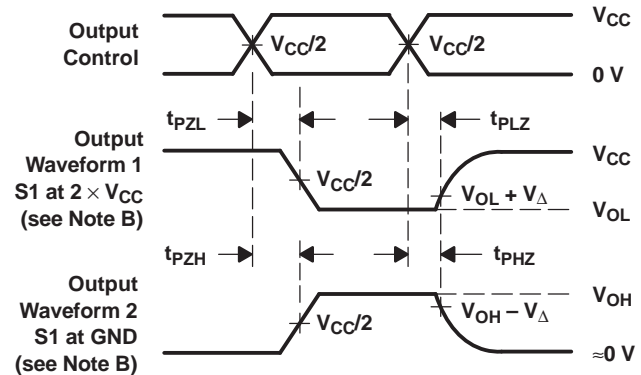 Output
Control
V_CC/2
V_CC/2
V_CC
0 V
t_PZL
t_PLZ
Output
Waveform 1
S1 at 2 × V_CC
(see Note B)
V_CC/2
V_CC
V_OL + V_Δ
V_OL
t_PZH
t_PHZ
Output
Waveform 2
S1 at GND
(see Note B)
V_CC/2
V_OH
V_OH − V_Δ
≈0 V